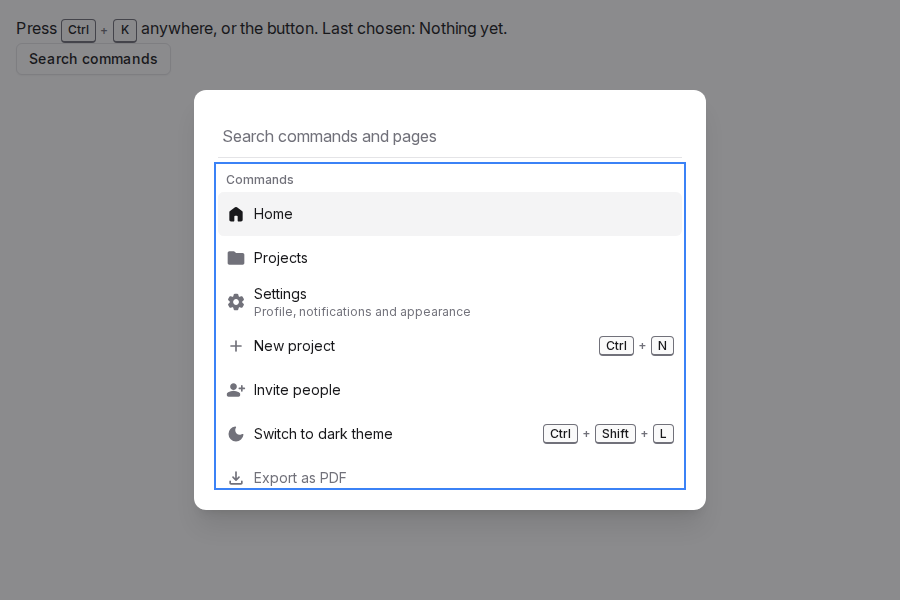 Press Ctrl + K anywhere, or the button. Last chosen: Nothing yet.
Search commands
Search commands and pages
Commands
Home
Projects
Settings
Profile, notifications and appearance
New project Ctrl + N
Invite people
Switch to dark theme Ctrl + Shift + L
Export as PDF